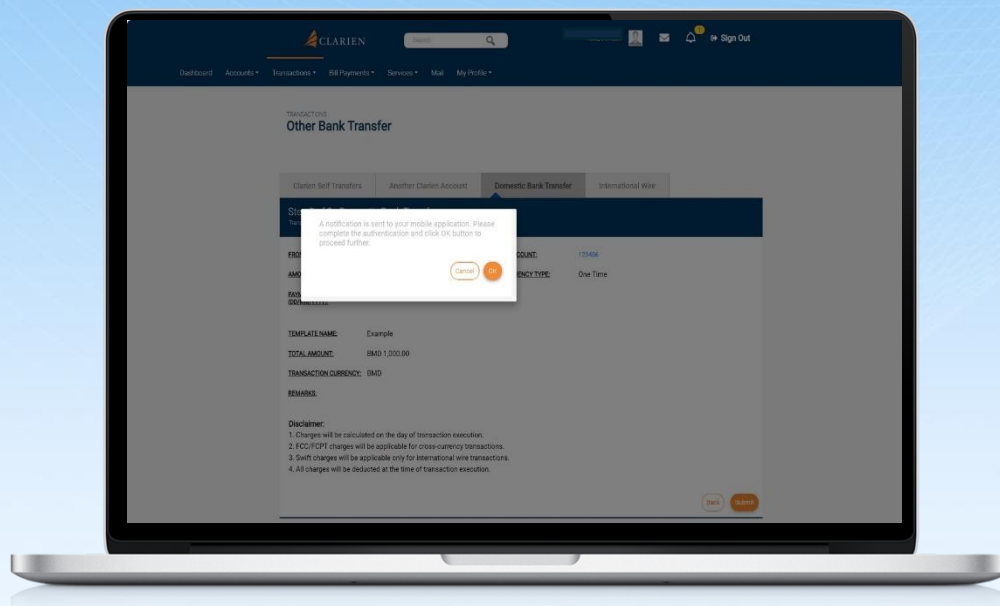 CLARIEN
Search
Sign Out
Dashboard Accounts Transactions Bill Payments Services Mail My Profile
TRANSACTIONS
Other Bank Transfer
Clarien Self Transfers Another Clarien Account Domestic Bank Transfer International Wire
A notification is sent to your mobile application. Please
complete the authentication and click OK button to
proceed further.
Cancel OK
COUNT: 123456
AMO ENCY TYPE: One Time
TEMPLATE NAME: Example
TOTAL AMOUNT: BMD 1,000.00
TRANSACTION CURRENCY: BMD
REMARKS:
Disclaimer:
1. Charges will be calculated on the day of transaction execution.
2. FCC/FCPT charges will be applicable for cross-currency transactions.
3. Swift charges will be applicable only for international wire transactions.
4. All charges will be deducted at the time of transaction execution.
Back Submit